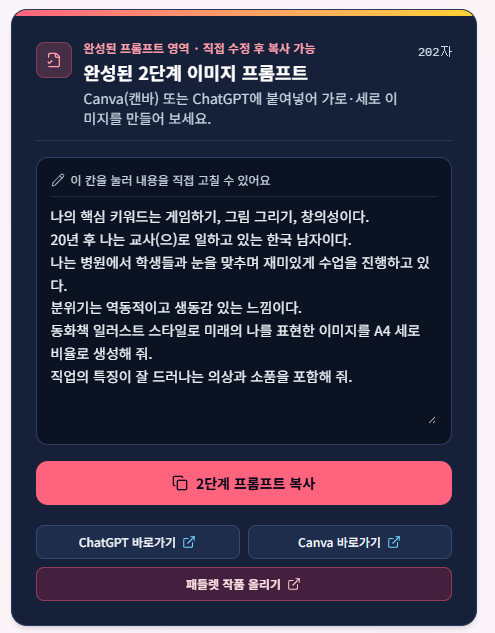 완성된 프롬프트 영역 · 직접 수정 후 복사 가능
202자
완성된 2단계 이미지 프롬프트
Canva(캔바) 또는 ChatGPT에 붙여넣어 가로·세로 이
미지를 만들어 보세요.
이 칸을 눌러 내용을 직접 고칠 수 있어요
나의 핵심 키워드는 게임하기, 그림 그리기, 창의성이다.
20년 후 나는 교사(으)로 일하고 있는 한국 남자이다.
나는 병원에서 학생들과 눈을 맞추며 재미있게 수업을 진행하고 있
다.
분위기는 역동적이고 생동감 있는 느낌이다.
동화책 일러스트 스타일로 미래의 나를 표현한 이미지를 A4 세로
비율로 생성해 줘.
직업의 특징이 잘 드러나는 의상과 소품을 포함해 줘.
2단계 프롬프트 복사
ChatGPT 바로가기
Canva 바로가기
패들렛 작품 올리기